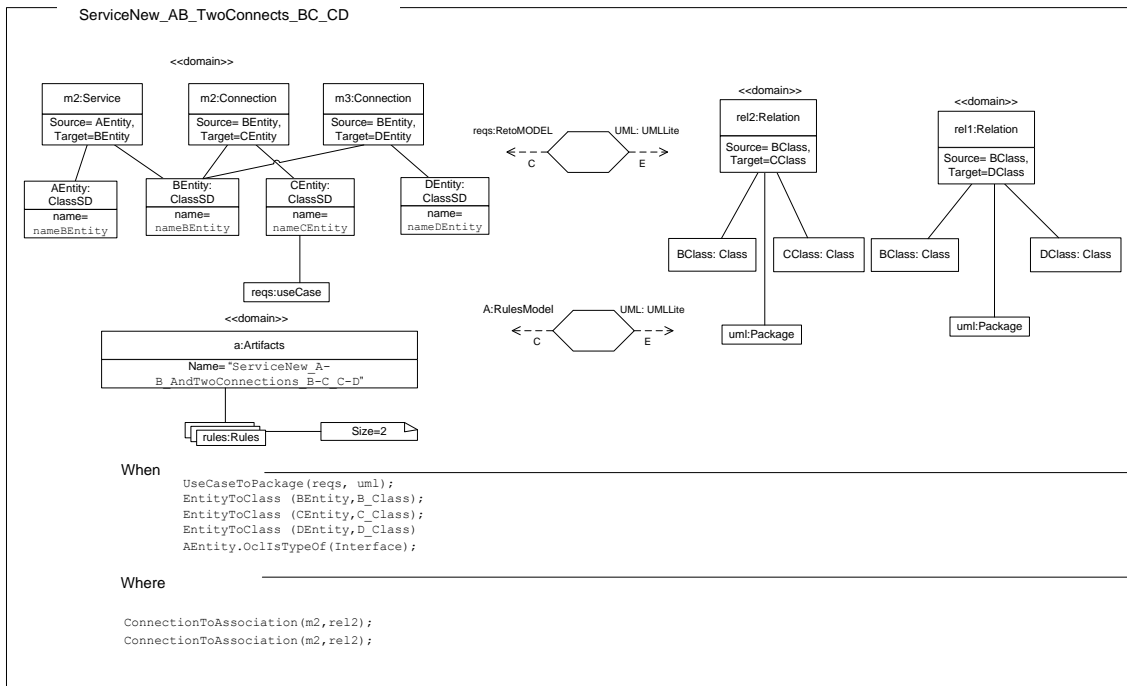 ServiceNew_AB_TwoConnects_BC_CD
<<domain>>
m2:Service
Source= AEntity,
Target=BEntity
m2:Connection
Source= BEntity,
Target=CEntity
m3:Connection
Source= BEntity,
Target=DEntity
AEntity:
ClassSD
name=
nameBEntity
BEntity:
ClassSD
name=
nameBEntity
CEntity:
ClassSD
name=
nameCEntity
DEntity:
ClassSD
name=
nameDEntity
reqs:useCase
reqs:RetoMODEL
UML: UMLLite
C
E
<<domain>>
rel2:Relation
Source= BClass,
Target=CClass
BClass: Class
CClass: Class
uml:Package
<<domain>>
rel1:Relation
Source= BClass,
Target=DClass
BClass: Class
DClass: Class
uml:Package
<<domain>>
a:Artifacts
Name= "ServiceNew_A-
B_AndTwoConnections_B-C_C-D"
rules:Rules
Size=2
A:RulesModel
UML: UMLLite
C
E
When
UseCaseToPackage(reqs, uml);
EntityToClass (BEntity,B_Class);
EntityToClass (CEntity,C_Class);
EntityToClass (DEntity,D_Class)
AEntity.OclIsTypeOf(Interface);
Where
ConnectionToAssociation(m2,rel2);
ConnectionToAssociation(m2,rel2);